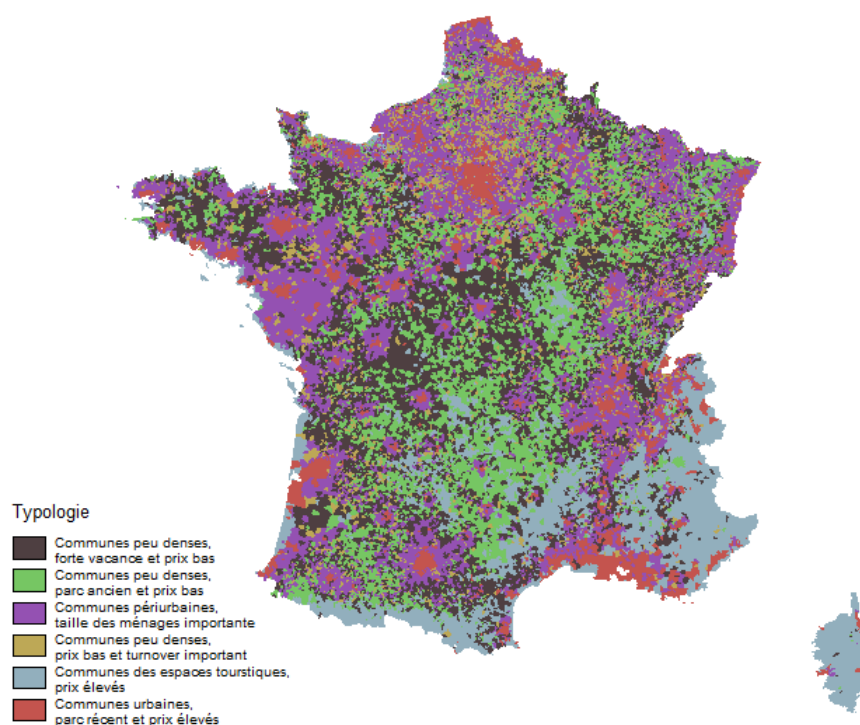 Typologie
Communes peu denses,
forte vacance et prix bas
Communes peu denses,
parc ancien et prix bas
Communes périurbaines,
taille des ménages importante
Communes peu denses,
prix bas et turnover important
Communes des espaces tourstiques,
prix élevés
Communes urbaines,
parc récent et prix élevés